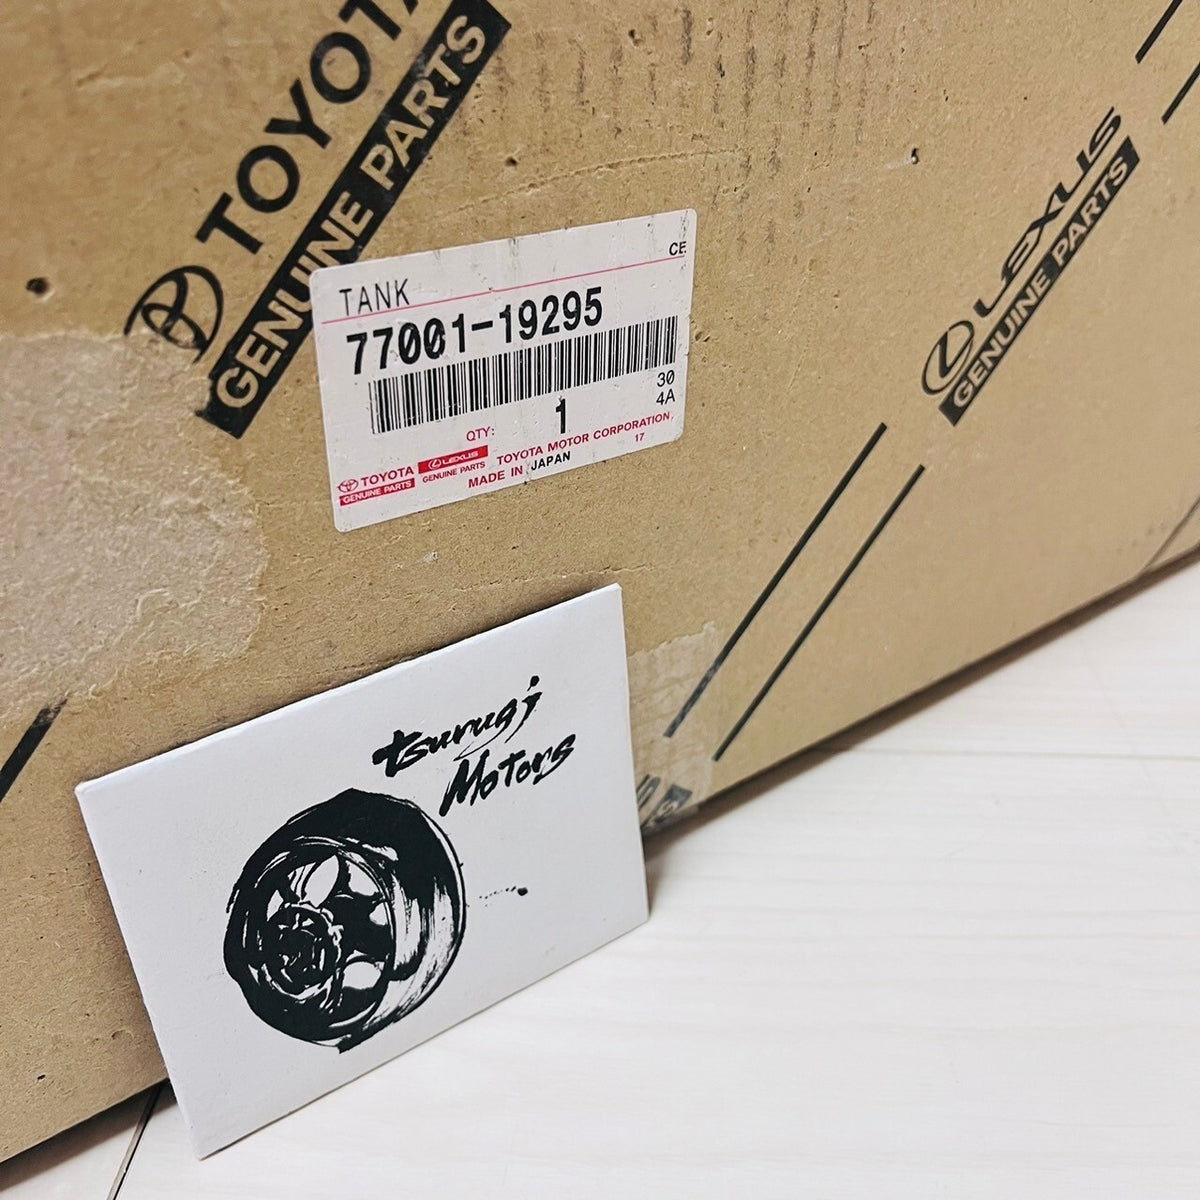 TOYOTA
GENUINE PARTS
LEXUS
GENUINE PARTS
TANK
CE
77001-19295
30
4A
QTY: 1
TOYOTA
GENUINE PARTS
LEXUS
GENUINE PARTS
TOYOTA MOTOR CORPORATION
17
MADE IN JAPAN
tsurugi
Motors